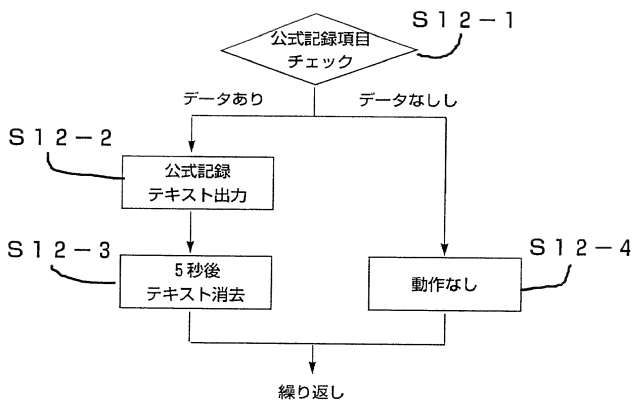 S12-1
公式記録項目
チェック
データあり
データなしし
S12-2
公式記録
テキスト出力
S12-3
5秒後
テキスト消去
S12-4
動作なし
繰り返し